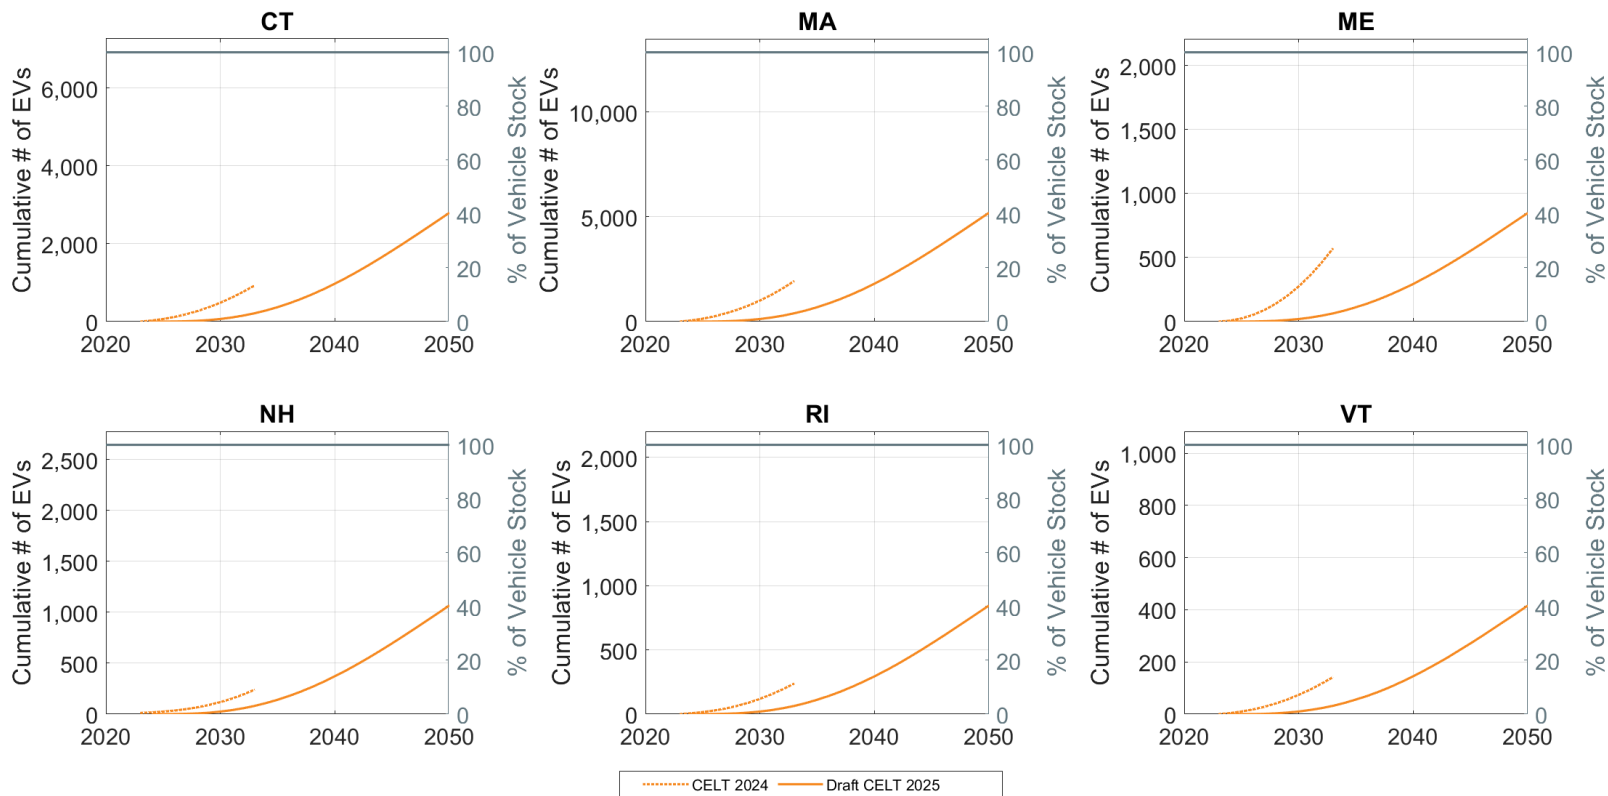 CT
Cumulative # of EVs
6,000
4,000
2,000
0
100
80
60
40
20
0
% of Vehicle Stock
2020 2030 2040 2050
MA
Cumulative # of EVs
10,000
5,000
0
100
80
60
40
20
0
% of Vehicle Stock
2020 2030 2040 2050
ME
Cumulative # of EVs
2,000
1,500
1,000
500
0
100
80
60
40
20
0
% of Vehicle Stock
2020 2030 2040 2050
NH
Cumulative # of EVs
2,500
2,000
1,500
1,000
500
0
100
80
60
40
20
0
% of Vehicle Stock
2020 2030 2040 2050
RI
Cumulative # of EVs
2,000
1,500
1,000
500
0
100
80
60
40
20
0
% of Vehicle Stock
2020 2030 2040 2050
VT
Cumulative # of EVs
1,000
800
600
400
200
0
100
80
60
40
20
0
% of Vehicle Stock
2020 2030 2040 2050
CELT 2024 Draft CELT 2025